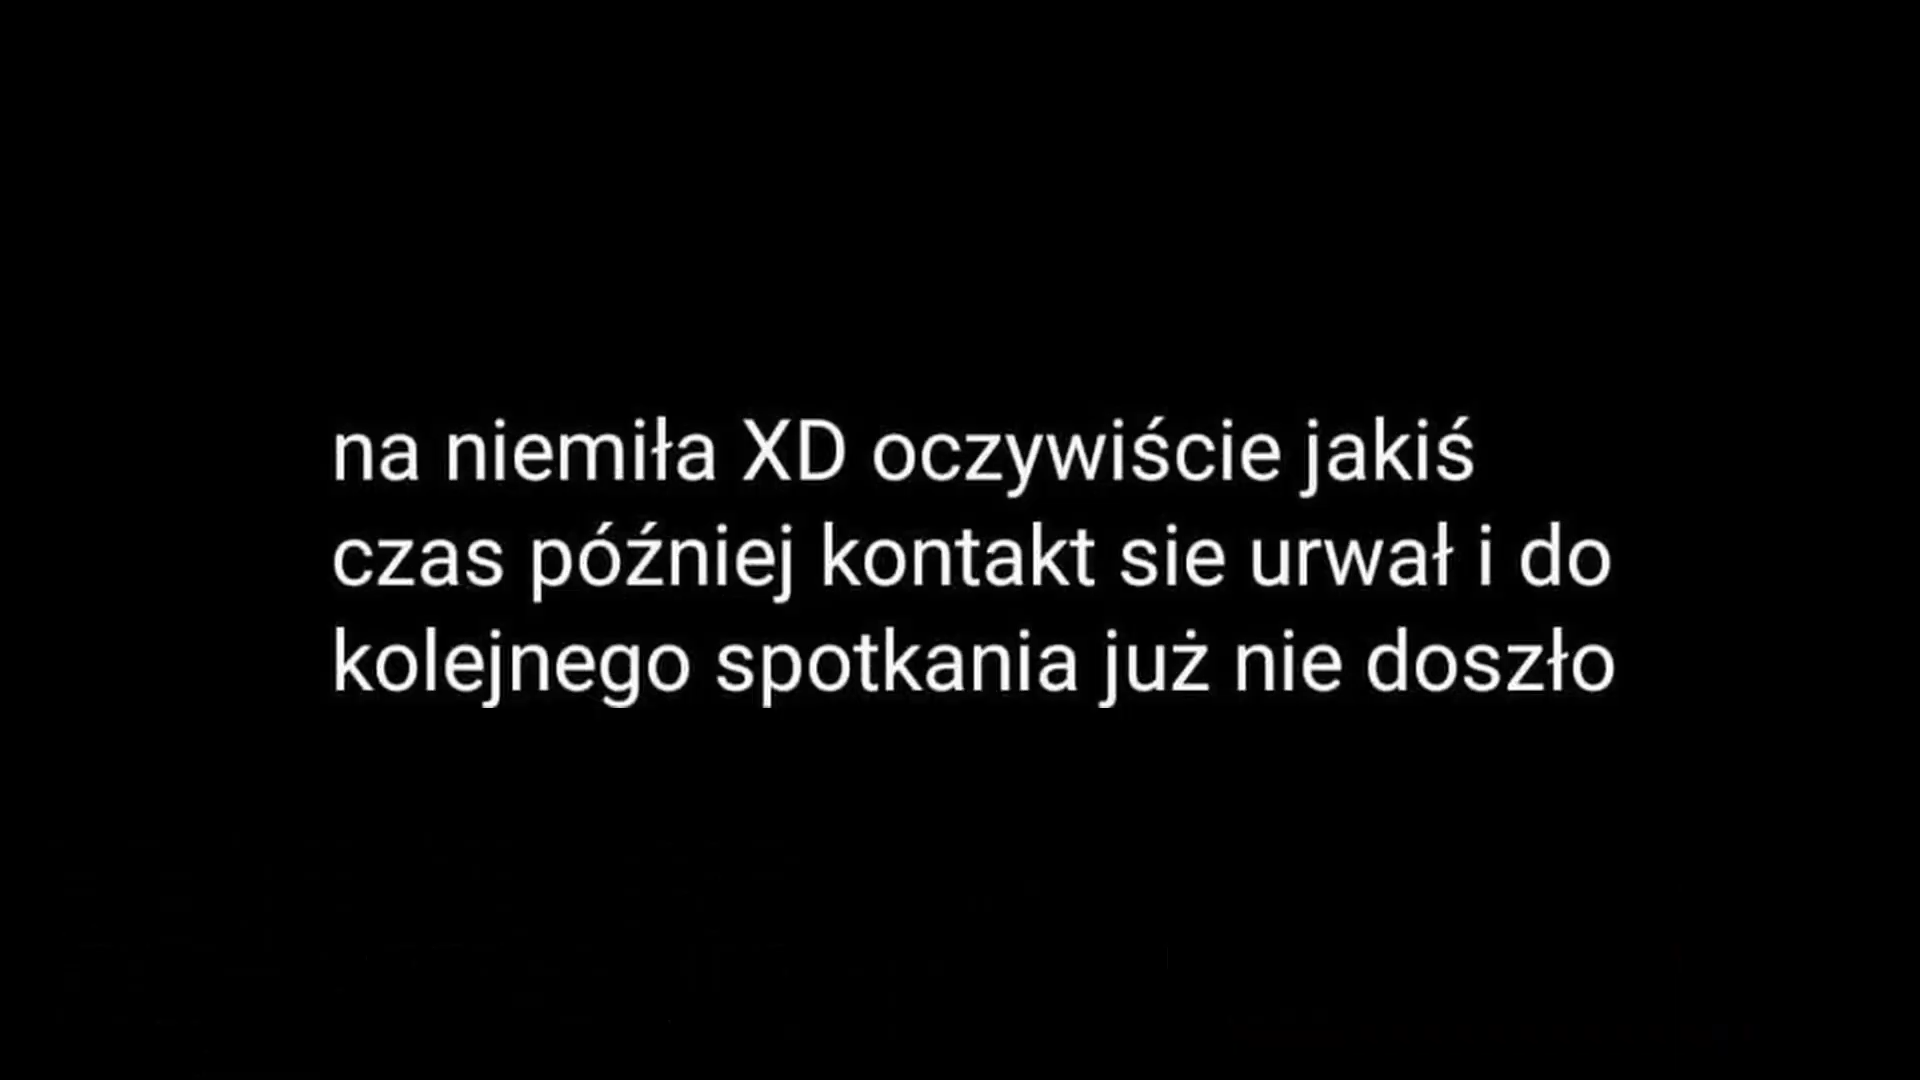 na niemiła XD oczywiście jakiś
czas później kontakt sie urwał i do
kolejnego spotkania już nie doszło